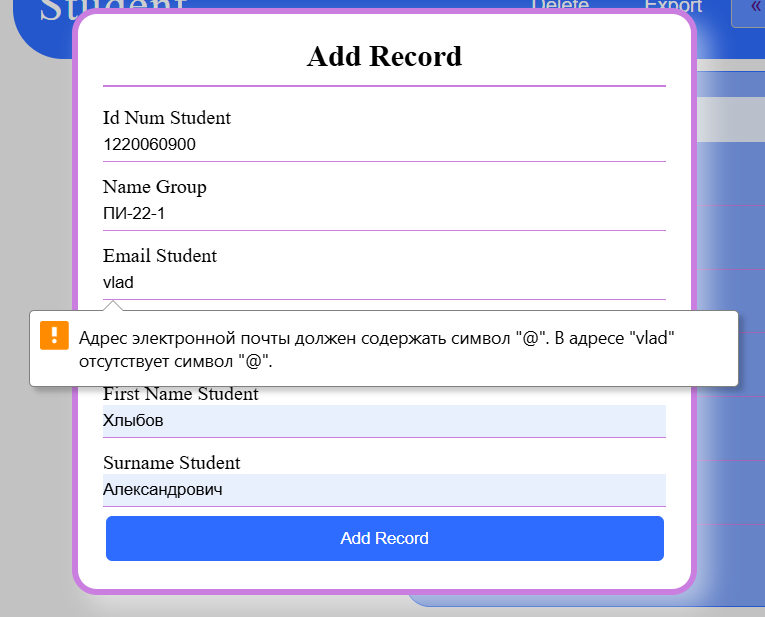 Student
Delete
Export
«
Add Record
Id Num Student
1220060900
Name Group
ПИ-22-1
Email Student
vlad
Адрес электронной почты должен содержать символ "@". В адресе "vlad"
отсутствует символ "@".
First Name Student
Хлыбов
Surname Student
Александрович
Add Record